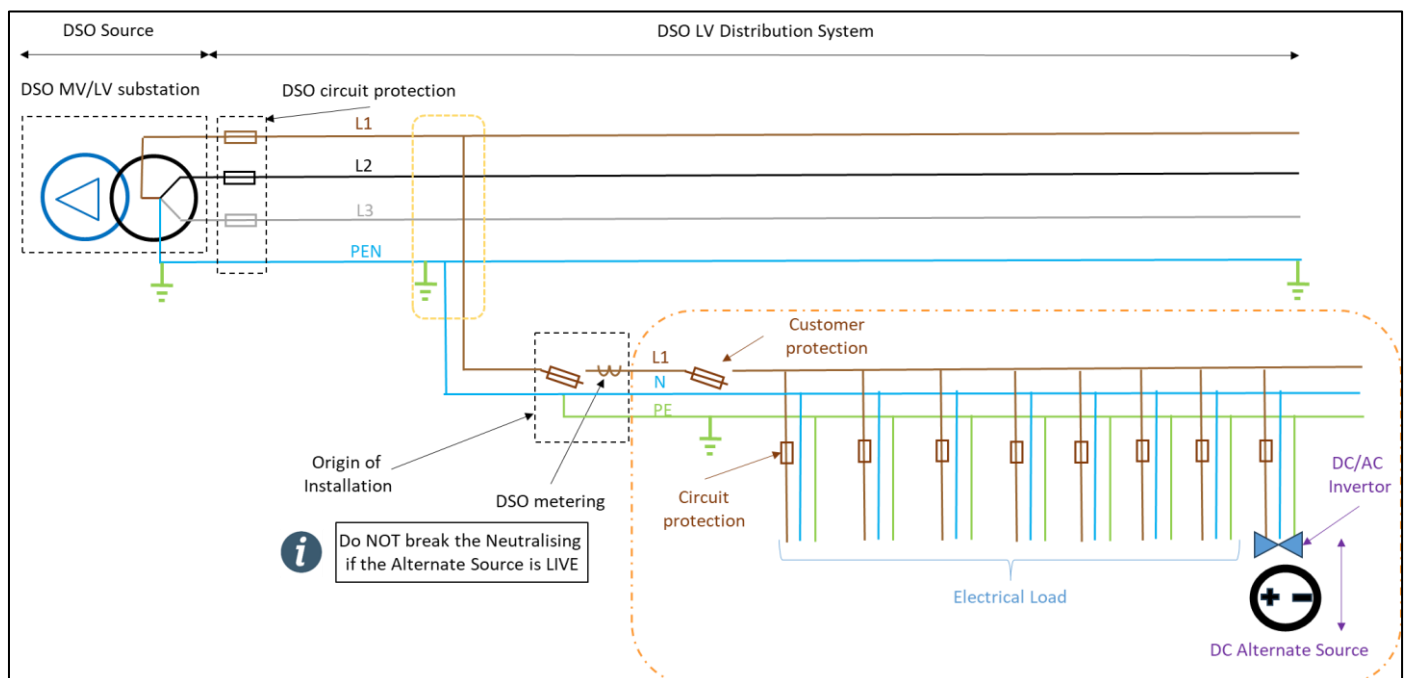 DSO Source
DSO LV Distribution System
DSO MV/LV substation
DSO circuit protection
L1
L2
L3
PEN
Customer
protection
L1
N
PE
Origin of
Installation
DSO metering
Circuit
protection
DC/AC
Invertor
i
Do NOT break the Neutralising
if the Alternate Source is LIVE
Electrical Load
+ −
DC Alternate Source